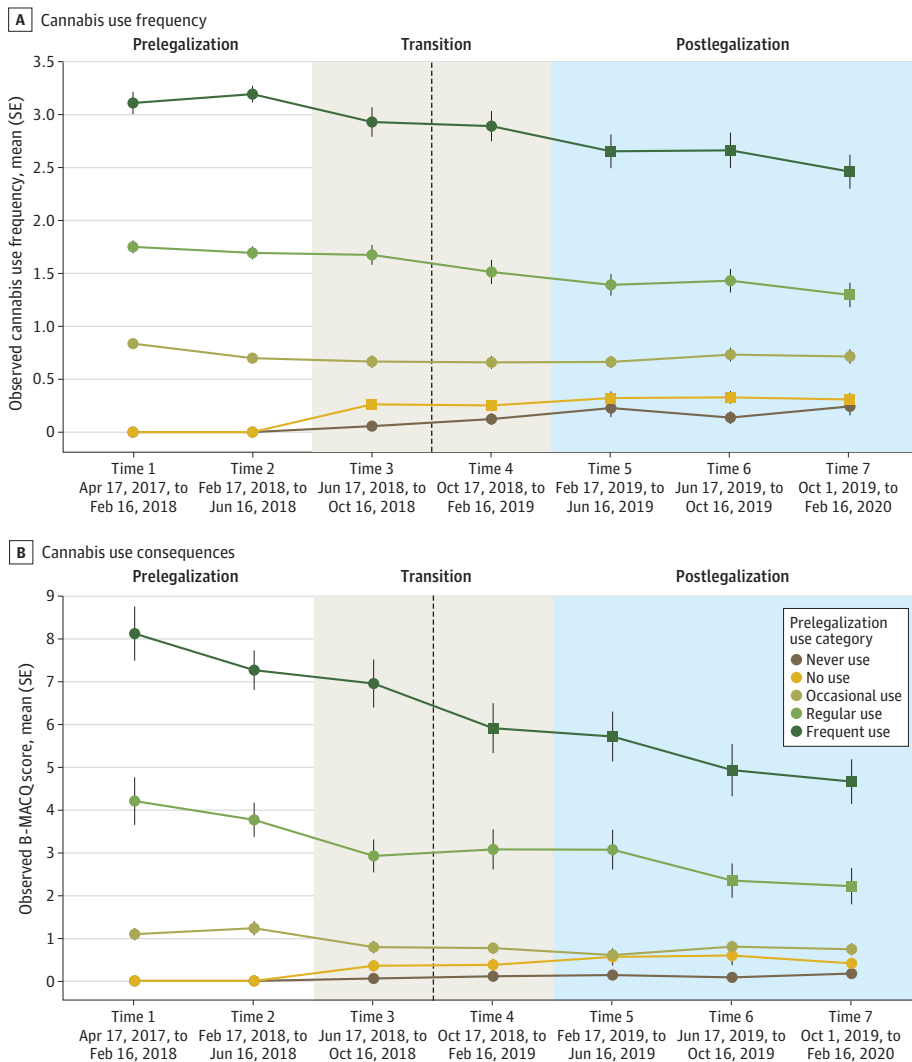 A Cannabis use frequency
Prelegalization Transition Postlegalization
Observed cannabis use frequency, mean (SE)
3.5
3.0
2.5
2.0
1.5
1.0
0.5
0
Time 1 Time 2 Time 3 Time 4 Time 5 Time 6 Time 7
Apr 17, 2017, to Feb 17, 2018, to Jun 17, 2018, to Oct 17, 2018, to Feb 17, 2019, to Jun 17, 2019, to Oct 1, 2019, to
Feb 16, 2018 Jun 16, 2018 Oct 16, 2018 Feb 16, 2019 Jun 16, 2019 Oct 16, 2019 Feb 16, 2020
B Cannabis use consequences
Prelegalization Transition Postlegalization
Observed B-MACQ score, mean (SE)
9
8
7
6
5
4
3
2
1
0
Prelegalization
use category
Never use
No use
Occasional use
Regular use
Frequent use
Time 1 Time 2 Time 3 Time 4 Time 5 Time 6 Time 7
Apr 17, 2017, to Feb 17, 2018, to Jun 17, 2018, to Oct 17, 2018, to Feb 17, 2019, to Jun 17, 2019, to Oct 1, 2019, to
Feb 16, 2018 Jun 16, 2018 Oct 16, 2018 Feb 16, 2019 Jun 16, 2019 Oct 16, 2019 Feb 16, 2020